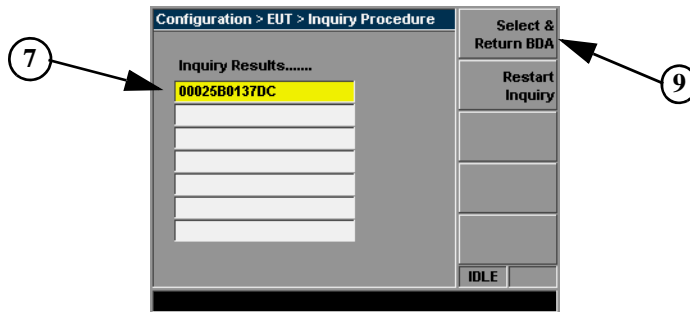 Configuration > EUT > Inquiry Procedure
Select &
Return BDA
7
Inquiry Results.......
Restart
Inquiry
9
00025B0137DC
IDLE